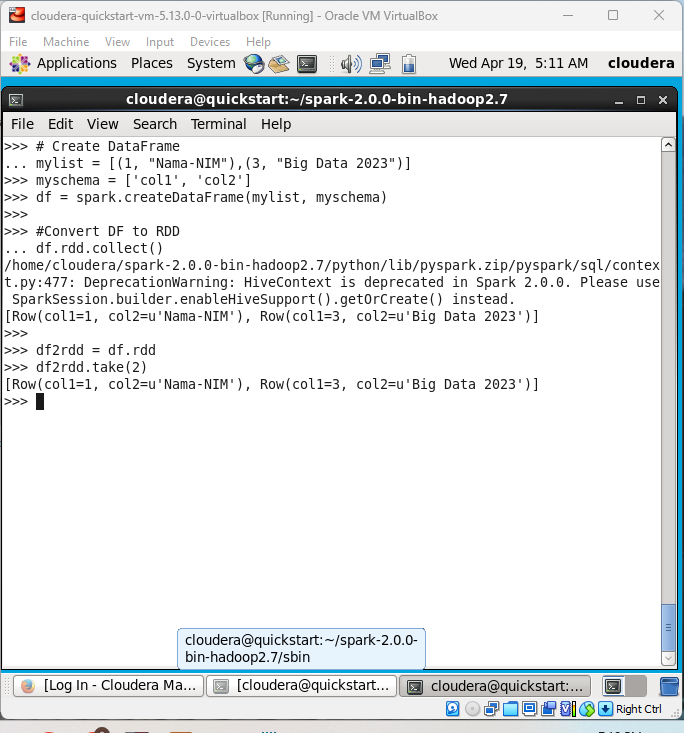 cloudera-quickstart-vm-5.13.0-0-virtualbox [Running] - Oracle VM VirtualBox
File Machine View Input Devices Help
Applications Places System Wed Apr 19, 5:11 AM cloudera
cloudera@quickstart:~/spark-2.0.0-bin-hadoop2.7
File Edit View Search Terminal Help
>>> # Create DataFrame
... mylist = [(1, "Nama-NIM"),(3, "Big Data 2023")]
>>> myschema = ['col1', 'col2']
>>> df = spark.createDataFrame(mylist, myschema)
>>>
>>> #Convert DF to RDD
... df.rdd.collect()
/home/cloudera/spark-2.0.0-bin-hadoop2.7/python/lib/pyspark.zip/pyspark/sql/contex
t.py:477: DeprecationWarning: HiveContext is deprecated in Spark 2.0.0. Please use
SparkSession.builder.enableHiveSupport().getOrCreate() instead.
[Row(col1=1, col2=u'Nama-NIM'), Row(col1=3, col2=u'Big Data 2023')]
>>>
>>> df2rdd = df.rdd
>>> df2rdd.take(2)
[Row(col1=1, col2=u'Nama-NIM'), Row(col1=3, col2=u'Big Data 2023')]
>>>
cloudera@quickstart:~/spark-2.0.0-
bin-hadoop2.7/sbin
[Log In - Cloudera Ma... [cloudera@quickstart... cloudera@quickstart:...
Right Ctrl